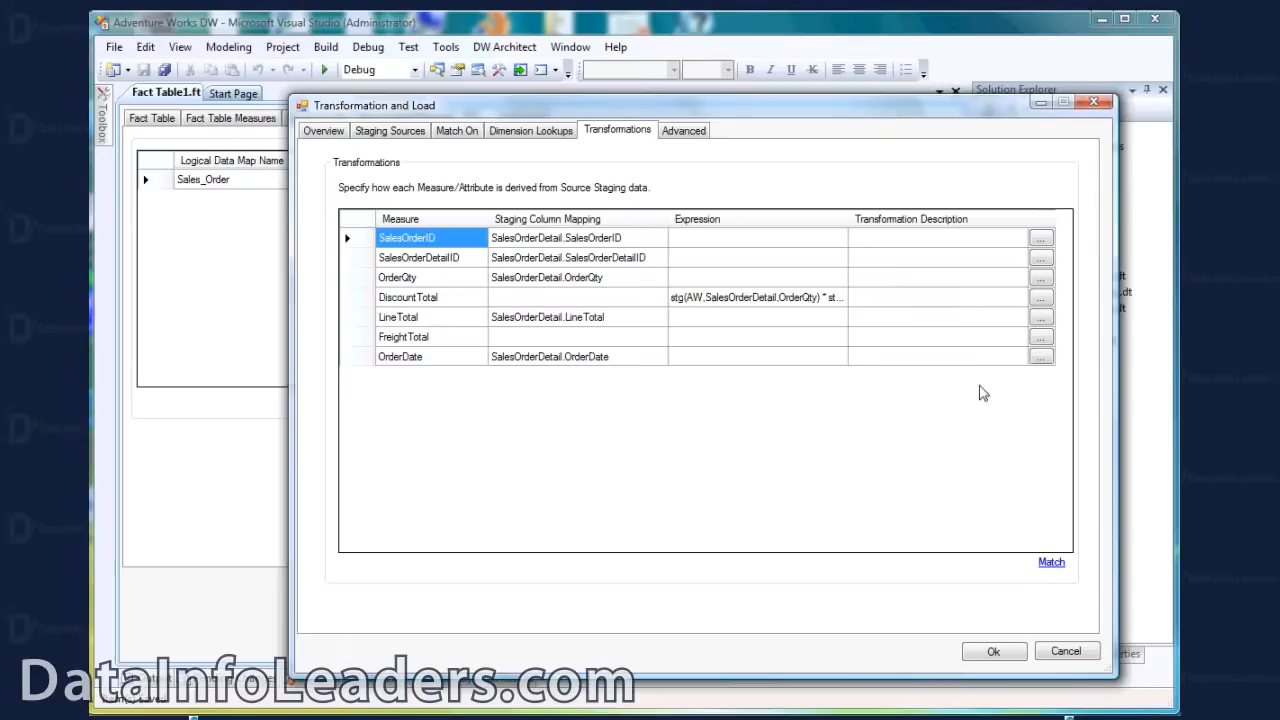 Adventure Works DW - Microsoft Visual Studio (Administrator)
File Edit View Modeling Project Build Debug Test Tools DW Architect Window Help
Debug
Fact Table1.ft Start Page
Solution Explorer
Toolbox
Fact Table Fact Table Measures
Logical Data Map Name
Sales_Order
Transformation and Load
Overview Staging Sources Match On Dimension Lookups Transformations Advanced
Transformations
Specify how each Measure/Attribute is derived from Source Staging data.
Measure Staging Column Mapping Expression Transformation Description
SalesOrderID SalesOrderDetail.SalesOrderID ...
SalesOrderDetailID SalesOrderDetail.SalesOrderDetailID ...
OrderQty SalesOrderDetail.OrderQty ...
DiscountTotal stg(AW,SalesOrderDetail,OrderQty) * st... ...
LineTotal SalesOrderDetail.LineTotal ...
FreightTotal ...
OrderDate SalesOrderDetail.OrderDate ...
Match
Ok Cancel
DataInfoLeaders.com